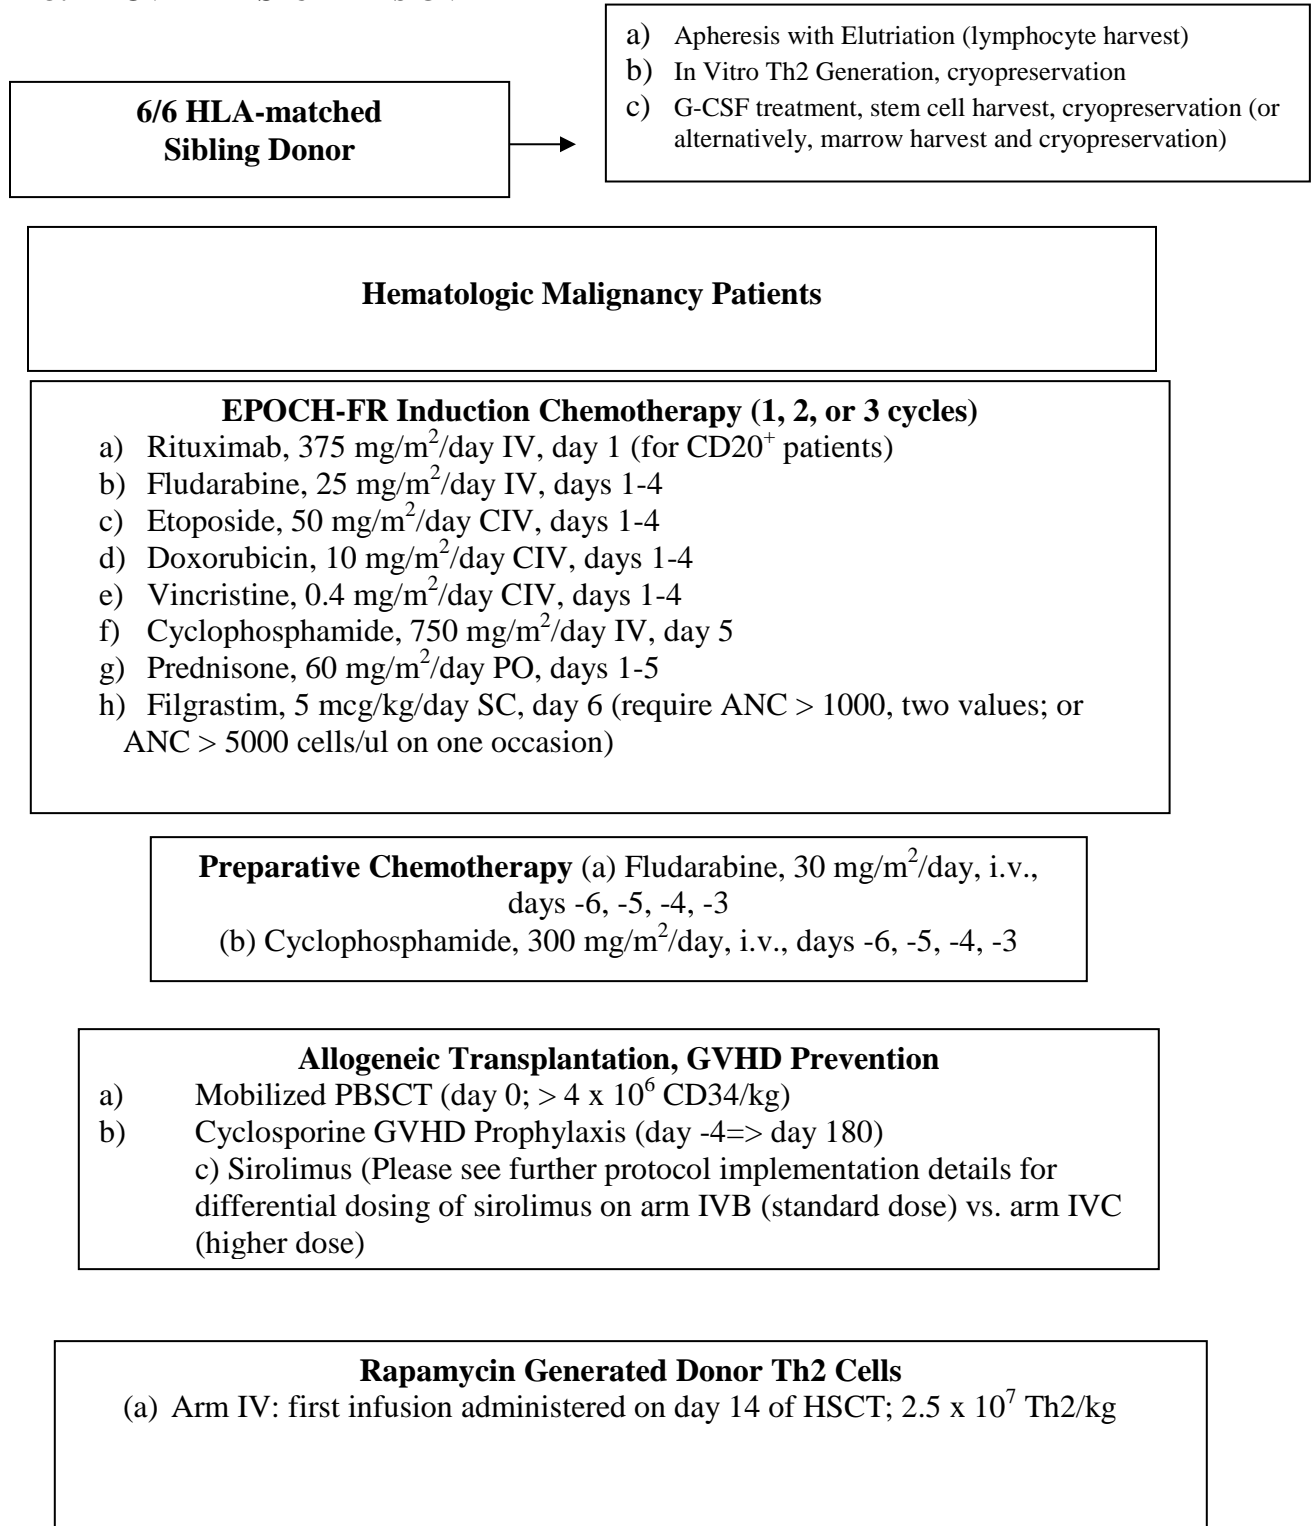 6/6 HLA-matched
Sibling Donor
a) Apheresis with Elutriation (lymphocyte harvest)
b) In Vitro Th2 Generation, cryopreservation
c) G-CSF treatment, stem cell harvest, cryopreservation (or
alternatively, marrow harvest and cryopreservation)
Hematologic Malignancy Patients
EPOCH-FR Induction Chemotherapy (1, 2, or 3 cycles)
a) Rituximab, 375 mg/m²/day IV, day 1 (for CD20⁺ patients)
b) Fludarabine, 25 mg/m²/day IV, days 1-4
c) Etoposide, 50 mg/m²/day CIV, days 1-4
d) Doxorubicin, 10 mg/m²/day CIV, days 1-4
e) Vincristine, 0.4 mg/m²/day CIV, days 1-4
f) Cyclophosphamide, 750 mg/m²/day IV, day 5
g) Prednisone, 60 mg/m²/day PO, days 1-5
h) Filgrastim, 5 mcg/kg/day SC, day 6 (require ANC > 1000, two values; or
ANC > 5000 cells/ul on one occasion)
Preparative Chemotherapy (a) Fludarabine, 30 mg/m²/day, i.v.,
days -6, -5, -4, -3
(b) Cyclophosphamide, 300 mg/m²/day, i.v., days -6, -5, -4, -3
Allogeneic Transplantation, GVHD Prevention
a) Mobilized PBSCT (day 0; > 4 x 10⁶ CD34/kg)
b) Cyclosporine GVHD Prophylaxis (day -4=> day 180)
c) Sirolimus (Please see further protocol implementation details for
differential dosing of sirolimus on arm IVB (standard dose) vs. arm IVC
(higher dose)
Rapamycin Generated Donor Th2 Cells
(a) Arm IV: first infusion administered on day 14 of HSCT; 2.5 x 10⁷ Th2/kg